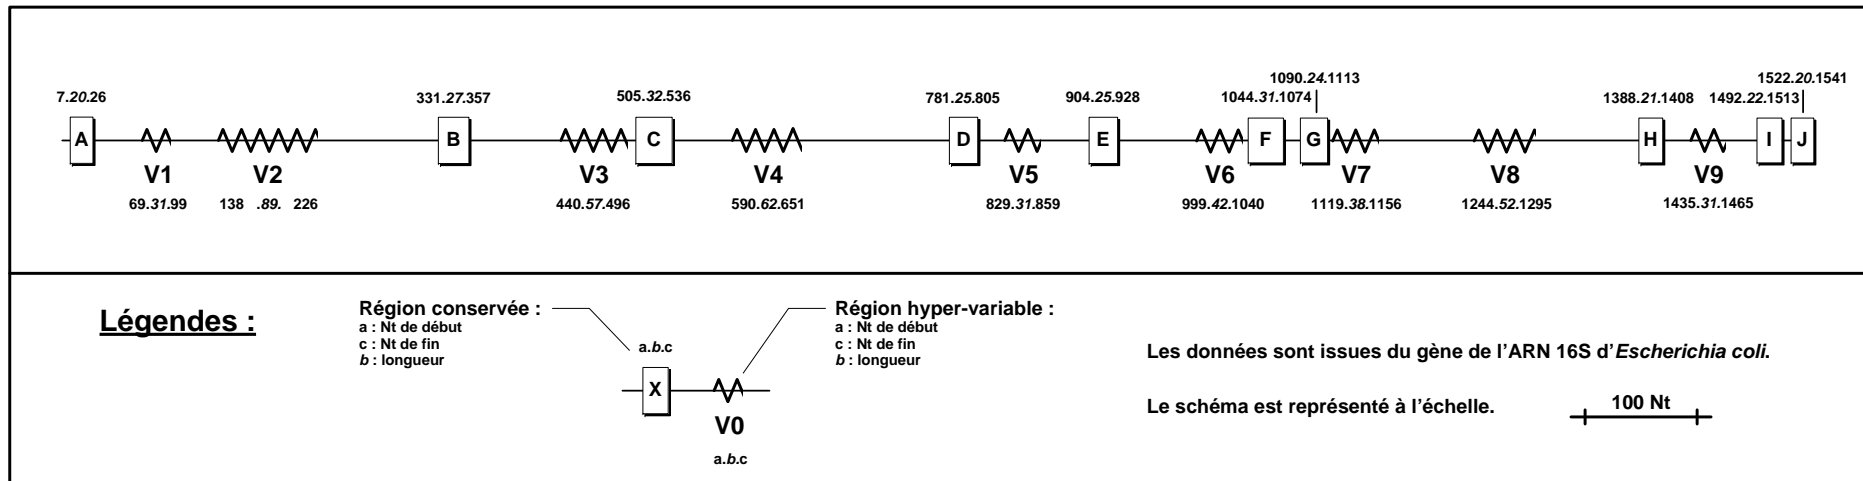 1090.24.1113
1522.20.1541
7.20.26
331.27.357
505.32.536
781.25.805
904.25.928
1044.31.1074
1388.21.1408
1492.22.1513
A
B
C
D
E
F
G
H
I
J
V1
V2
V3
V4
V5
V6
V7
V8
V9
69.31.99
138 .89. 226
440.57.496
590.62.651
829.31.859
999.42.1040
1119.38.1156
1244.52.1295
1435.31.1465
Légendes :
Région conservée :
a : Nt de début
c : Nt de fin
b : longueur
a.b.c
X
V0
a.b.c
Région hyper-variable :
a : Nt de début
c : Nt de fin
b : longueur
Les données sont issues du gène de l'ARN 16S d'Escherichia coli.
Le schéma est représenté à l'échelle.
100 Nt